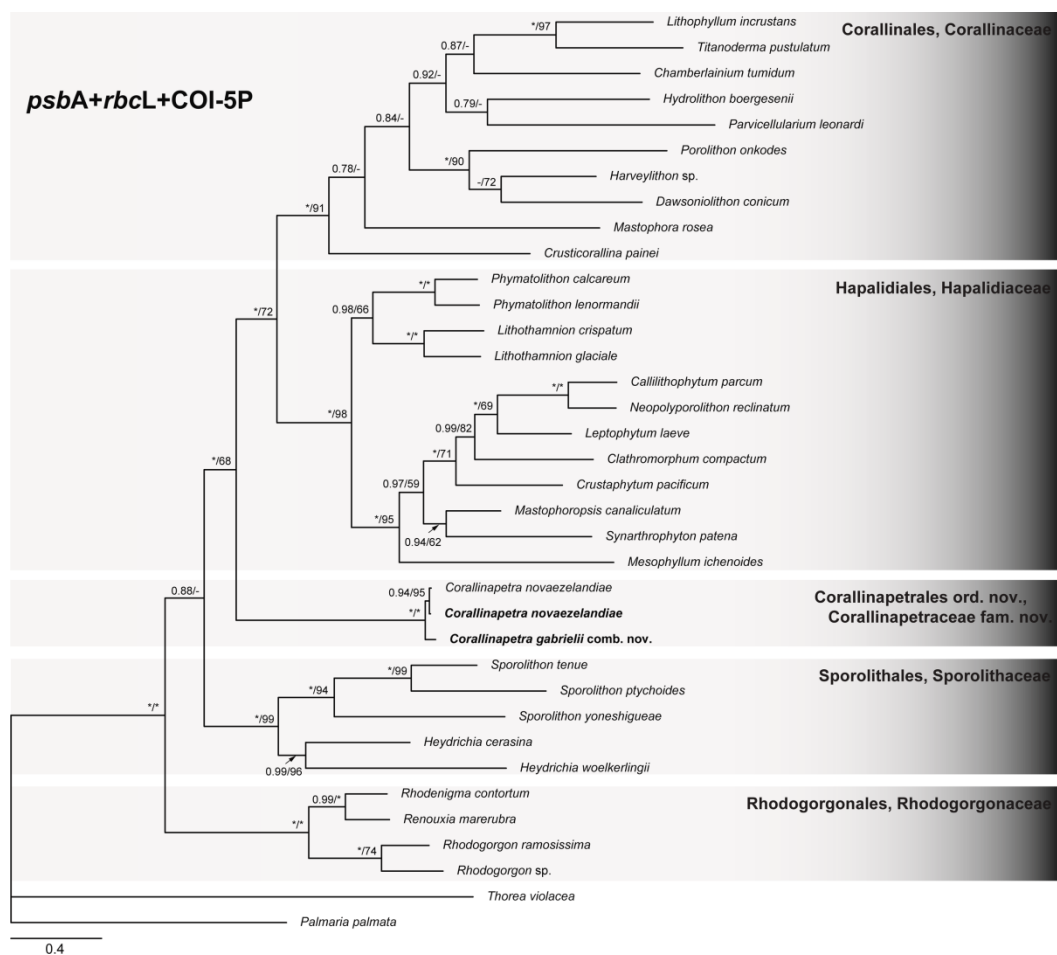 psbA+rbcL+COI-5P
Corallinales, Corallinaceae
Lithophyllum incrustans
*/97
Titanoderma pustulatum
0.87/-
Chamberlainium tumidum
0.92/-
Hydrolithon boergesenii
0.79/-
Parvicellularium leonardi
0.84/-
Porolithon onkodes
*/90
Harveylithon sp.
-/72
Dawsoniolithon conicum
0.78/-
Mastophora rosea
*/91
Crusticorallina painei
Hapalidiales, Hapalidiaceae
Phymatolithon calcareum
*/*
Phymatolithon lenormandii
0.98/66
Lithothamnion crispatum
*/*
Lithothamnion glaciale
*/72
Callilithophytum parcum
*/*
Neopolyporolithon reclinatum
*/69
Leptophytum laeve
*/98
0.99/82
Clathromorphum compactum
*/71
Crustaphytum pacificum
0.97/59
Mastophoropsis canaliculatum
*/95
0.94/62
Synarthrophyton patena
Mesophyllum ichenoides
*/68
Corallinapetrales ord. nov.,
Corallinapetraceae fam. nov.
Corallinapetra novaezelandiae
0.94/95
Corallinapetra novaezelandiae
*/*
Corallinapetra gabrielii comb. nov.
0.88/-
Sporolithales, Sporolithaceae
Sporolithon tenue
*/99
Sporolithon ptychoides
*/94
Sporolithon yoneshigueae
*/99
Heydrichia cerasina
0.99/96
Heydrichia woelkerlingii
*/*
Rhodogorgonales, Rhodogorgonaceae
Rhodenigma contortum
0.99/*
Renouxia marerubra
*/*
Rhodogorgon ramosissima
*/74
Rhodogorgon sp.
Thorea violacea
Palmaria palmata
0.4